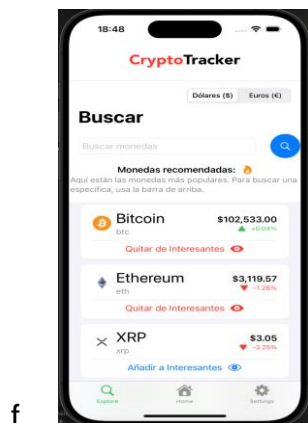 18:48
CryptoTracker
Dólares ($) Euros (€)
Buscar
Buscar monedas
Monedas recomendadas: 🔥
Aquí están las monedas más populares. Para buscar una
específica, usa la barra de arriba.
Bitcoin $102,533.00
btc +0.04%
Quitar de Interesantes
Ethereum $3,119.57
eth -1.26%
Quitar de Interesantes
XRP $3.05
xrp -3.25%
Añadir a Interesantes
Explore Home Settings
f